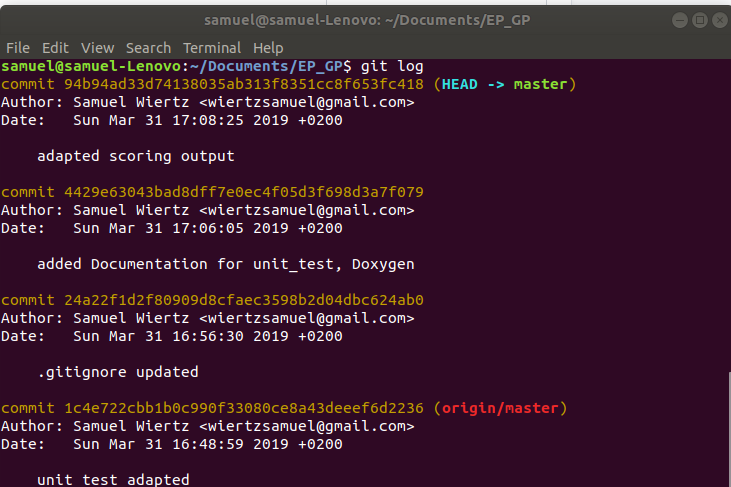 samuel@samuel-Lenovo: ~/Documents/EP_GP
File Edit View Search Terminal Help
samuel@samuel-Lenovo:~/Documents/EP_GP$ git log
commit 94b94ad33d74138035ab313f8351cc8f653fc418 (HEAD -> master)
Author: Samuel Wiertz <wiertzsamuel@gmail.com>
Date:   Sun Mar 31 17:08:25 2019 +0200
    adapted scoring output
commit 4429e63043bad8dff7e0ec4f05d3f698d3a7f079
Author: Samuel Wiertz <wiertzsamuel@gmail.com>
Date:   Sun Mar 31 17:06:05 2019 +0200
    added Documentation for unit_test, Doxygen
commit 24a22f1d2f80909d8cfaec3598b2d04dbc624ab0
Author: Samuel Wiertz <wiertzsamuel@gmail.com>
Date:   Sun Mar 31 16:56:30 2019 +0200
    .gitignore updated
commit 1c4e722cbb1b0c990f33080ce8a43deeef6d2236 (origin/master)
Author: Samuel Wiertz <wiertzsamuel@gmail.com>
Date:   Sun Mar 31 16:48:59 2019 +0200
    unit test adapted